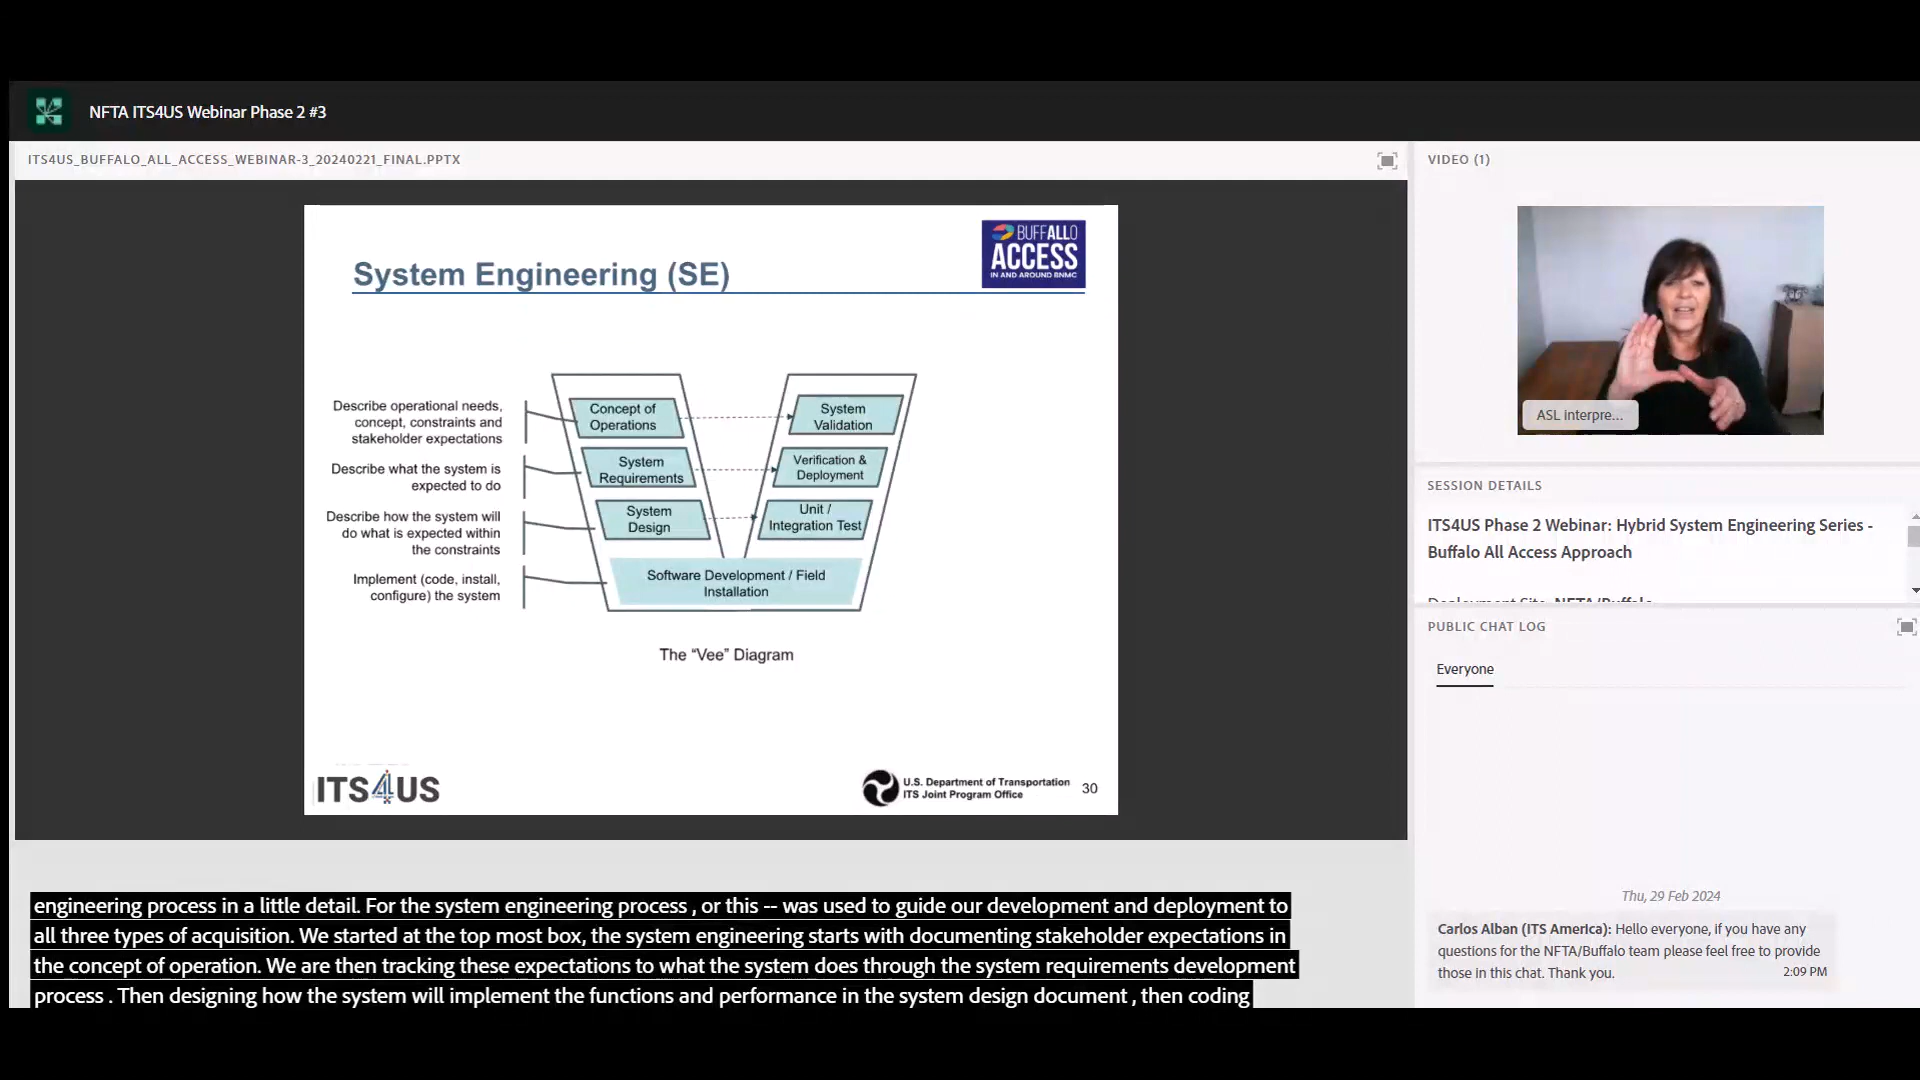 NFTA ITS4US Webinar Phase 2 #3
ITS4US_BUFFALO_ALL_ACCESS_WEBINAR-3_20240221_FINAL.PPTX
System Engineering (SE)
BUFFALLO
ACCESS
IN AND AROUND BNMC
Describe operational needs,
concept, constraints and
stakeholder expectations
Describe what the system is
expected to do
Describe how the system will
do what is expected within
the constraints
Implement (code, install,
configure) the system
Concept of
Operations
System
Requirements
System
Design
System
Validation
Verification &
Deployment
Unit /
Integration Test
Software Development / Field
Installation
The “Vee” Diagram
ITS4US
U.S. Department of Transportation
ITS Joint Program Office
30
engineering process in a little detail. For the system engineering process , or this -- was used to guide our development and deployment to
all three types of acquisition. We started at the top most box, the system engineering starts with documenting stakeholder expectations in
the concept of operation. We are then tracking these expectations to what the system does through the system requirements development
process . Then designing how the system will implement the functions and performance in the system design document , then coding
VIDEO (1)
ASL interpre...
SESSION DETAILS
ITS4US Phase 2 Webinar: Hybrid System Engineering Series -
Buffalo All Access Approach
Deployment Site: NFTA/Buffalo
PUBLIC CHAT LOG
Everyone
Thu, 29 Feb 2024
Carlos Alban (ITS America): Hello everyone, if you have any
questions for the NFTA/Buffalo team please feel free to provide
those in this chat. Thank you.
2:09 PM